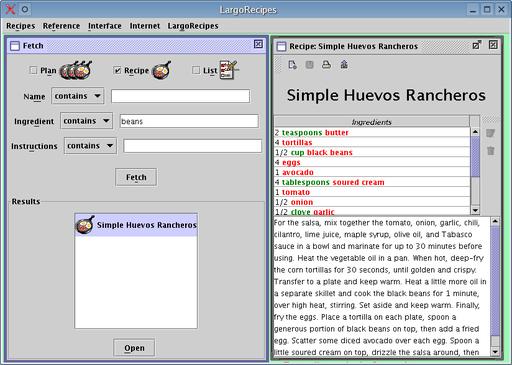 LargoRecipes
Recipes Reference Interface Internet LargoRecipes
Fetch
Plan Recipe List
Name contains
Ingredient contains beans
Instructions contains
Fetch
Results
Simple Huevos Rancheros
Open
Recipe: Simple Huevos Rancheros
Simple Huevos Rancheros
Ingredients
2 teaspoons butter
4 tortillas
1/2 cup black beans
4 eggs
1 avocado
4 tablespoons soured cream
1 tomato
1/2 onion
1/2 clove garlic
For the salsa, mix together the tomato, onion, garlic, chili,
cilantro, lime juice, maple syrup, olive oil, and Tabasco
sauce in a bowl and marinate for up to 30 minutes before
using. Heat the vegetable oil in a pan. When hot, deep-fry
the corn tortillas for 30 seconds, until golden and crispy.
Transfer to a plate and keep warm. Heat a little more oil in
a separate skillet and cook the black beans for 1 minute,
over high heat, stirring. Set aside and keep warm. Finally,
fry the eggs. Place a tortilla on each plate, spoon a
generous portion of black beans on top, then add a fried
egg. Scatter some diced avocado over each egg. Spoon a
little soured cream on top, drizzle the salsa around, then